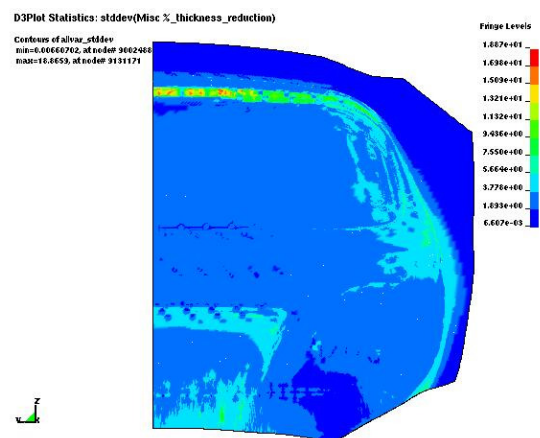 D3Plot Statistics: stddev(Misc %_thickness_reduction)
Contours of allvar_stddev
min=0.00660702, at node# 9002488
max=18.8659, at node# 9131171
Fringe Levels
1.887e+01
1.698e+01
1.509e+01
1.321e+01
1.132e+01
9.436e+00
7.550e+00
5.664e+00
3.778e+00
1.893e+00
6.607e-03
Z
Y
X